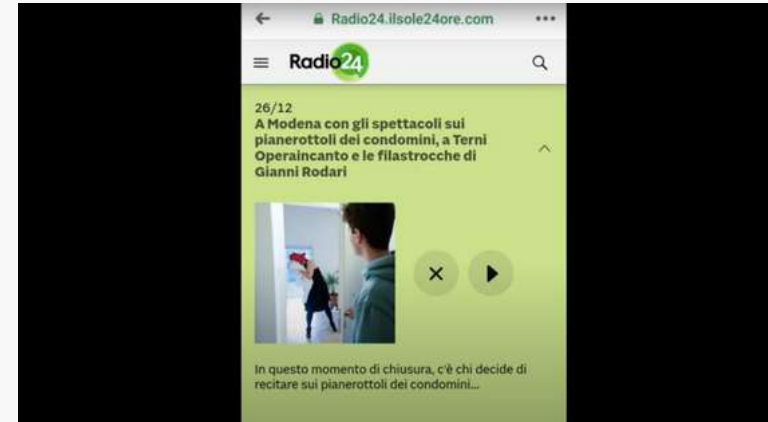 Radio24.ilsole24ore.com
Radio24
26/12
A Modena con gli spettacoli sui
pianerottoli dei condomini, a Terni
Operaincanto e le filastrocche di
Gianni Rodari
In questo momento di chiusura, c'è chi decide di
recitare sui pianerottoli dei condomini...